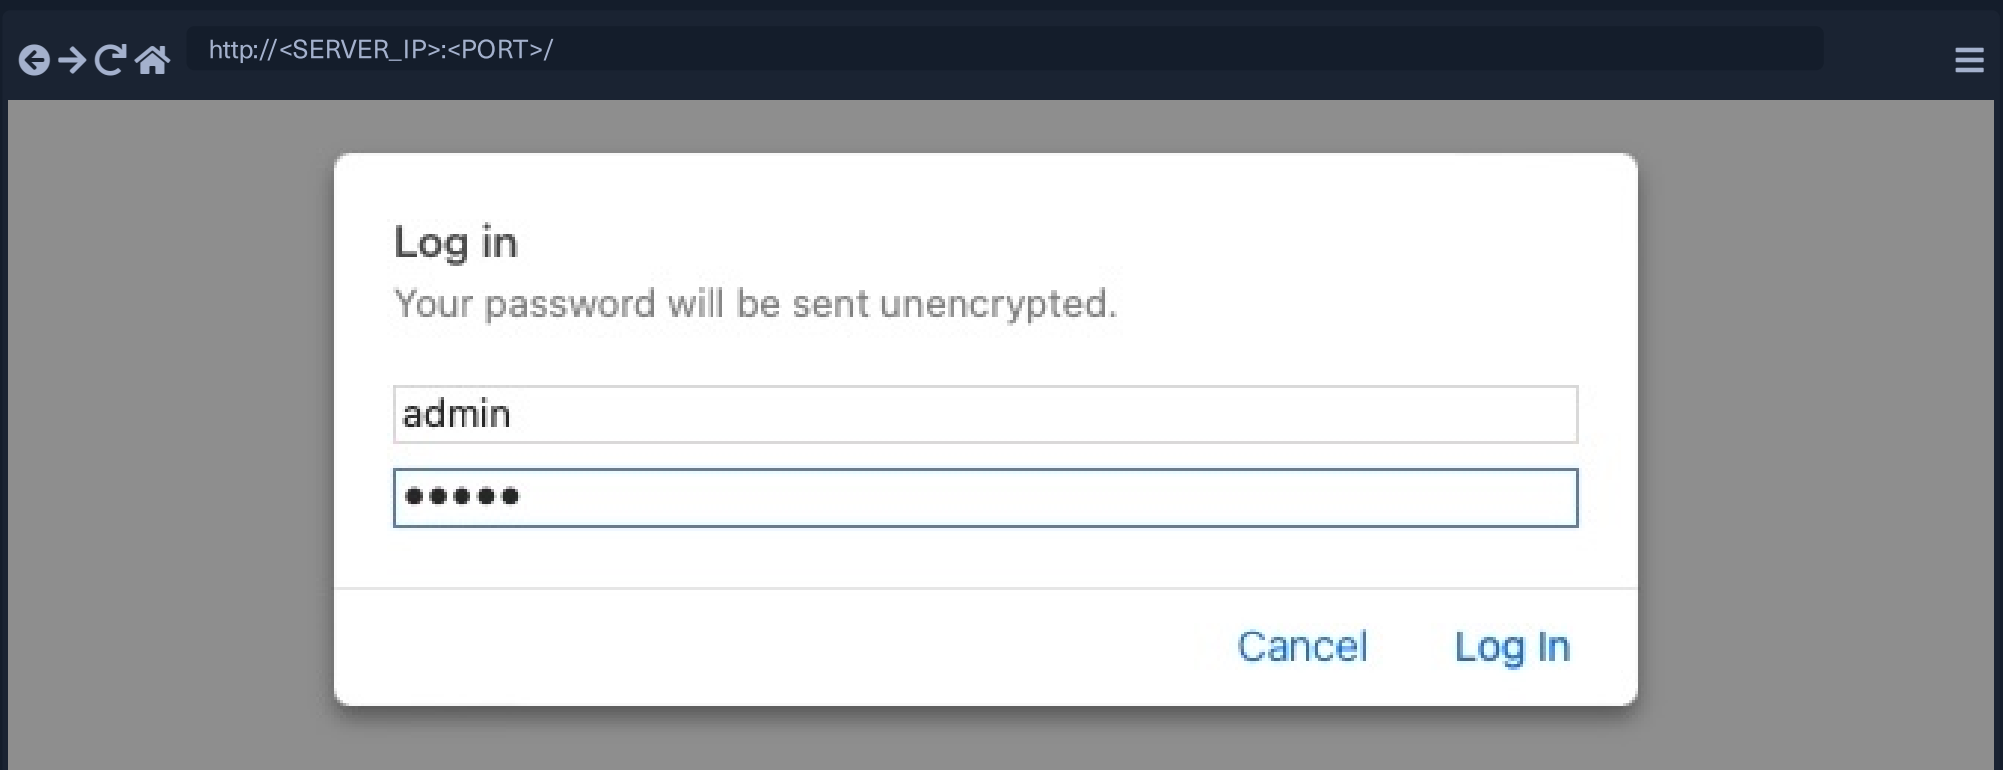 http://<SERVER_IP>:<PORT>/
Log in
Your password will be sent unencrypted.
admin
•••••
Cancel Log In